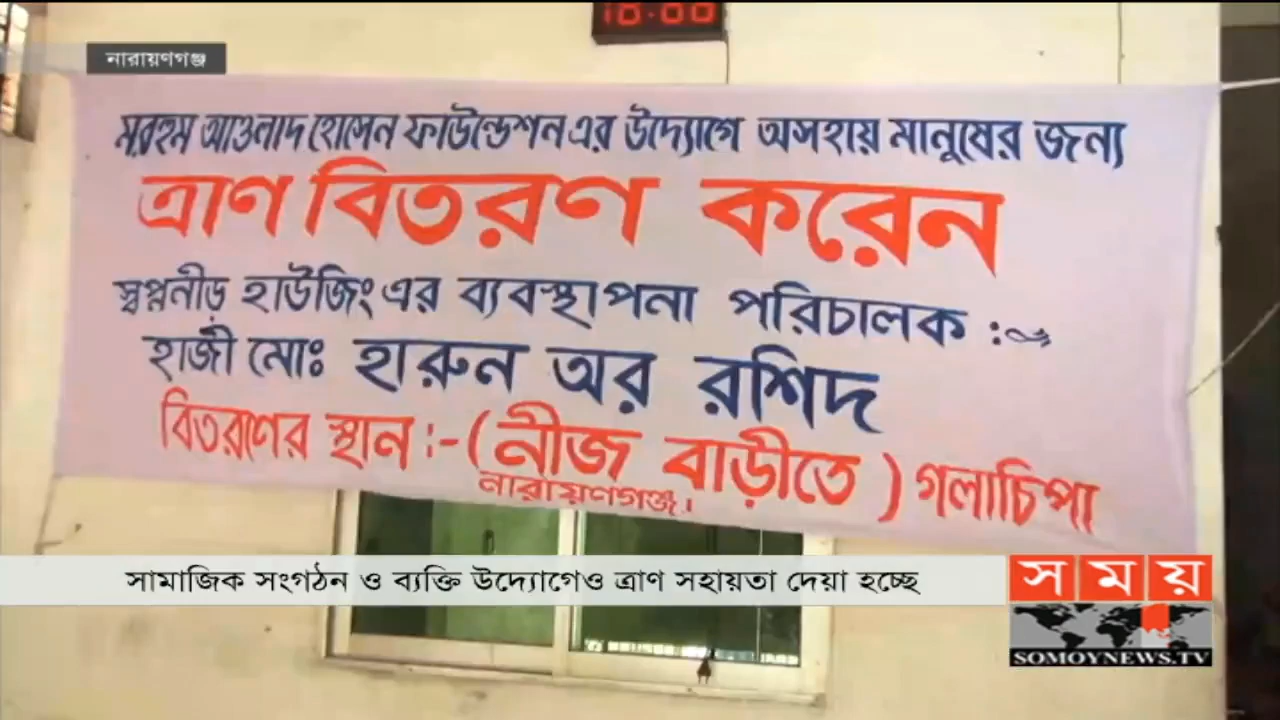 নারায়ণগঞ্জ
মরহুম আওলাদ হোসেন ফাউন্ডেশন এর উদ্যোগে অসহায় মানুষের জন্য
ত্রাণ বিতরণ করেন
স্বপ্ননীড় হাউজিং এর ব্যবস্থাপনা পরিচালক :
হাজী মোঃ হারুন অর রশিদ
বিতরণের স্থান :- ( নীজ বাড়ীতে ) গলাচিপা
নারায়ণগঞ্জ।
সামাজিক সংগঠন ও ব্যক্তি উদ্যোগেও ত্রাণ সহায়তা দেয়া হচ্ছে
সময়
SOMOYNEWS.TV